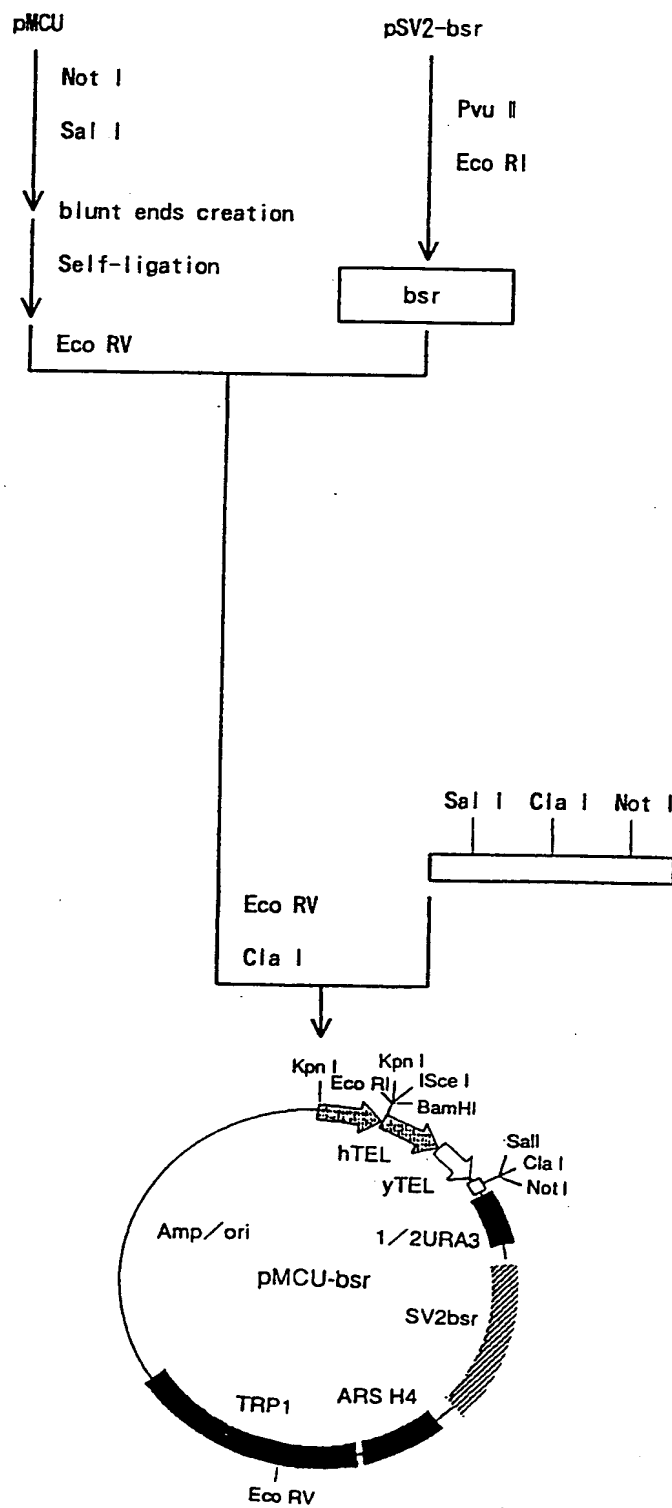 pMCU
pSV2-bsr
Not I
Sal I
Pvu II
Eco RI
blunt ends creation
Self-ligation
bsr
Eco RV
Sal I Cla I Not I
Eco RV
Cla I
Kpn I
Kpn I
Eco RI
ISce I
BamHI
hTEL
SalI
Cla I
Not I
yTEL
1/2URA3
Amp/ori
pMCU-bsr
SV2bsr
TRP1
ARS H4
Eco RV